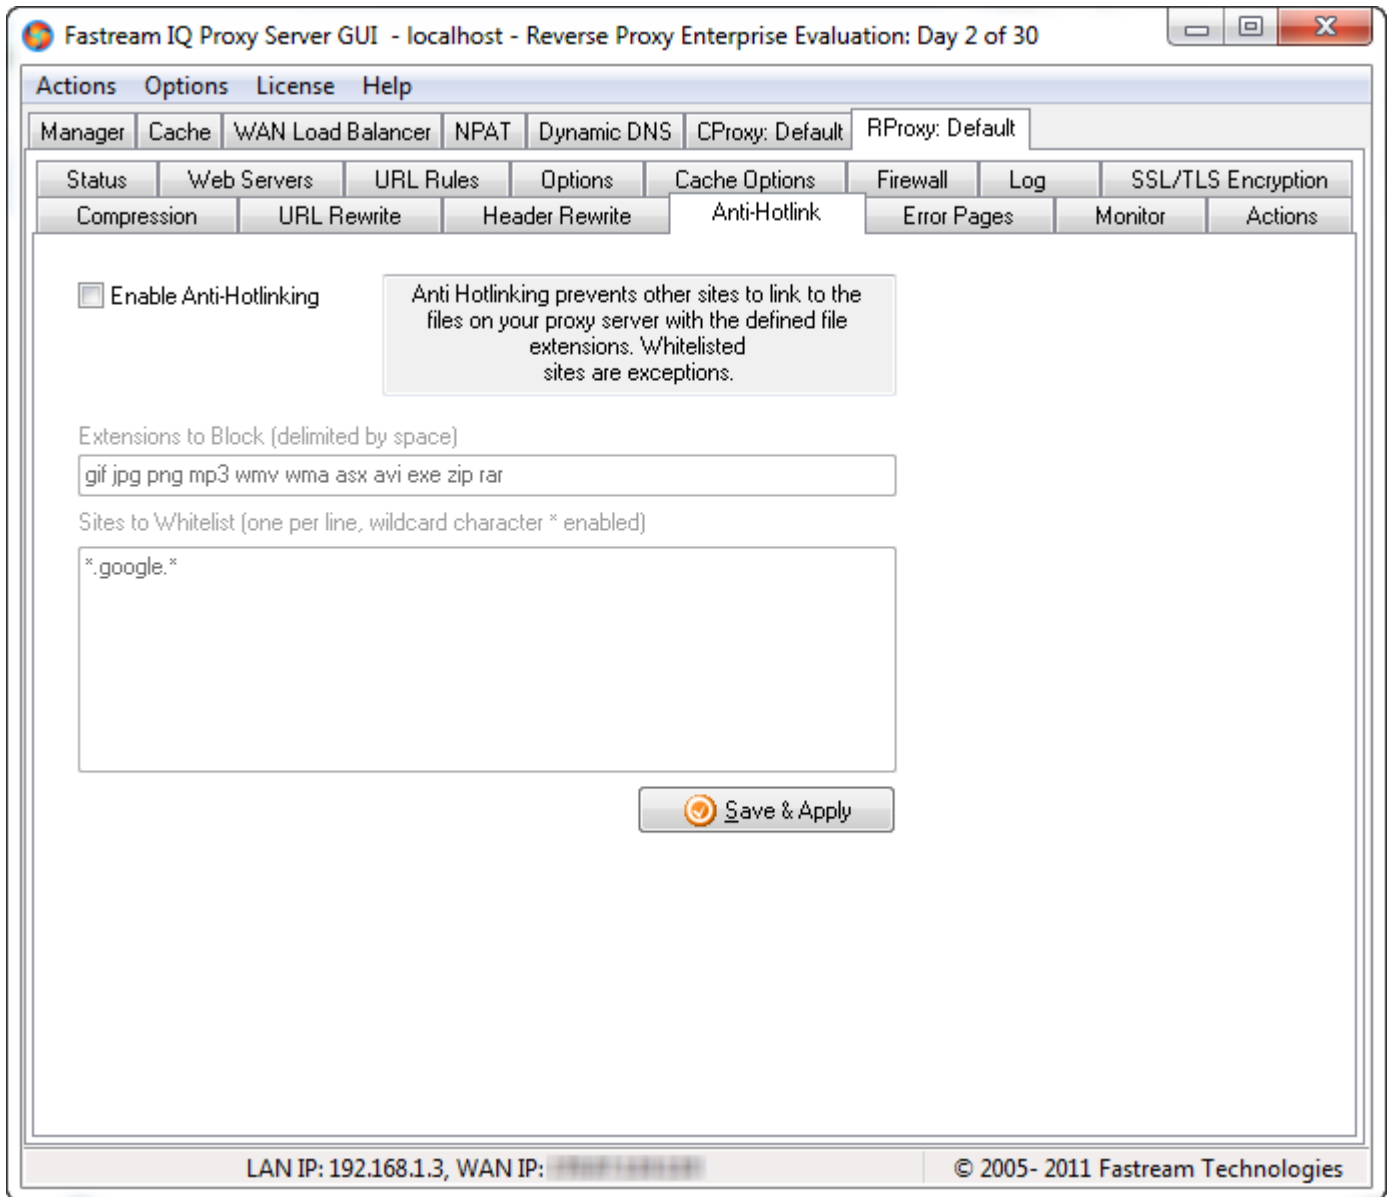 Fastream IQ Proxy Server GUI - localhost - Reverse Proxy Enterprise Evaluation: Day 2 of 30
Actions Options License Help
Manager Cache WAN Load Balancer NPAT Dynamic DNS CProxy: Default RProxy: Default
Status Web Servers URL Rules Options Cache Options Firewall Log SSL/TLS Encryption
Compression URL Rewrite Header Rewrite Anti-Hotlink Error Pages Monitor Actions
Enable Anti-Hotlinking
Anti Hotlinking prevents other sites to link to the
files on your proxy server with the defined file
extensions. Whitelisted
sites are exceptions.
Extensions to Block (delimited by space)
gif jpg png mp3 wmv wma asx avi exe zip rar
Sites to Whitelist (one per line, wildcard character * enabled)
*.google.*
Save & Apply
LAN IP: 192.168.1.3, WAN IP:
© 2005- 2011 Fastream Technologies